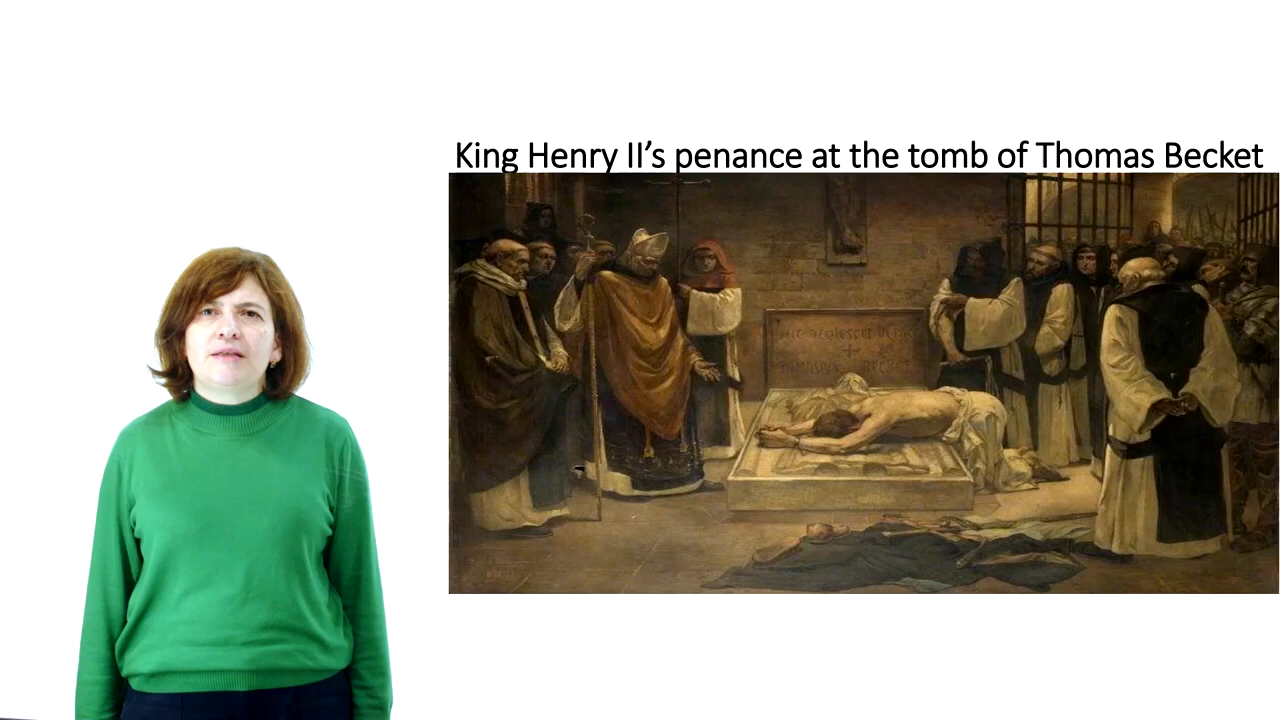 King Henry II’s penance at the tomb of Thomas Becket